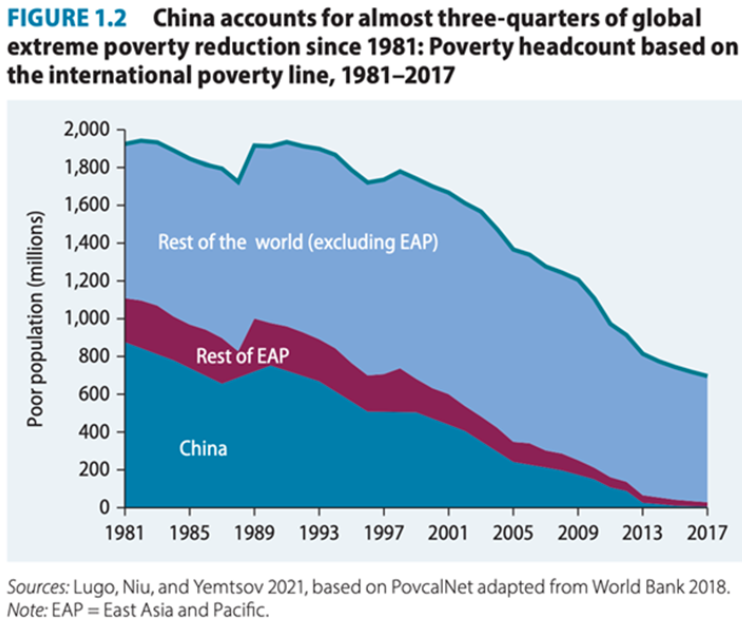 FIGURE 1.2 China accounts for almost three-quarters of global
extreme poverty reduction since 1981: Poverty headcount based on
the international poverty line, 1981–2017
Poor population (millions)
2,000
1,800
1,600
1,400
1,200
1,000
800
600
400
200
0
Rest of the world (excluding EAP)
Rest of EAP
China
1981 1985 1989 1993 1997 2001 2005 2009 2013 2017
Sources: Lugo, Niu, and Yemtsov 2021, based on PovcalNet adapted from World Bank 2018.
Note: EAP = East Asia and Pacific.